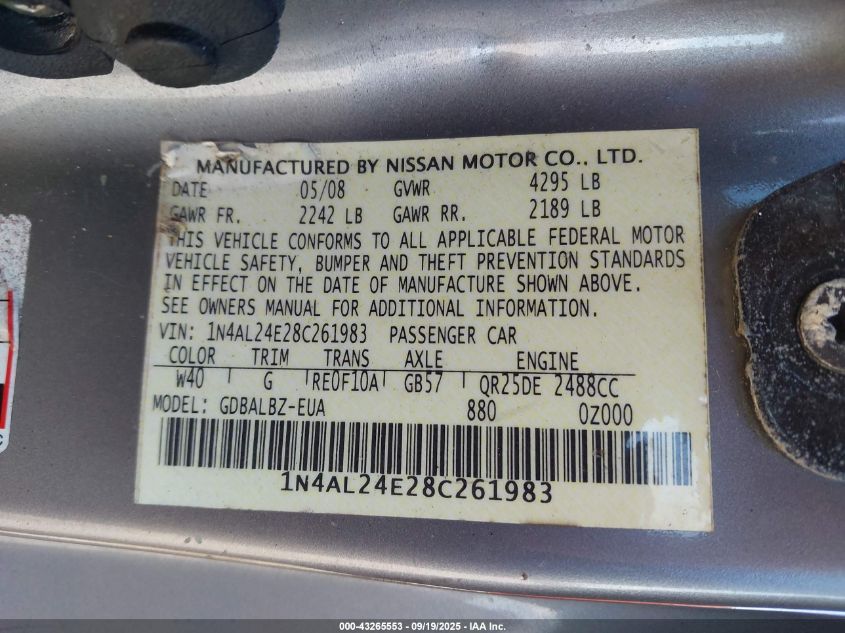 MANUFACTURED BY NISSAN MOTOR CO., LTD.
DATE 05/08 GVWR 4295 LB
GAWR FR. 2242 LB GAWR RR. 2189 LB
THIS VEHICLE CONFORMS TO ALL APPLICABLE FEDERAL MOTOR
VEHICLE SAFETY, BUMPER AND THEFT PREVENTION STANDARDS
IN EFFECT ON THE DATE OF MANUFACTURE SHOWN ABOVE.
SEE OWNERS MANUAL FOR ADDITIONAL INFORMATION.
VIN: 1N4AL24E28C261983 PASSENGER CAR
COLOR TRIM TRANS AXLE ENGINE
W40 G RE0F10A GB57 QR25DE 2488CC
MODEL: GDBALBZ-EUA 880 0Z000
1N4AL24E28C261983
000-43265553 - 09/19/2025 - IAA Inc.